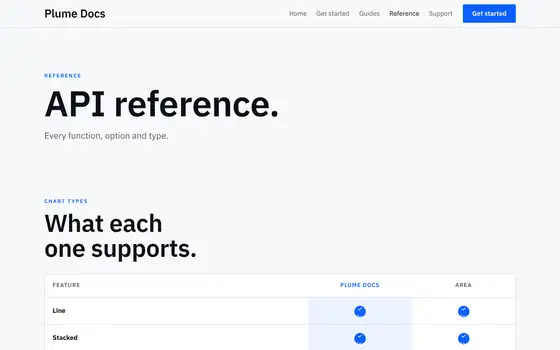 Plume Docs
Home Get started Guides Reference Support Get started
REFERENCE
API reference.
Every function, option and type.
CHART TYPES
What each
one supports.
FEATURE PLUME DOCS AREA
Line
Stacked